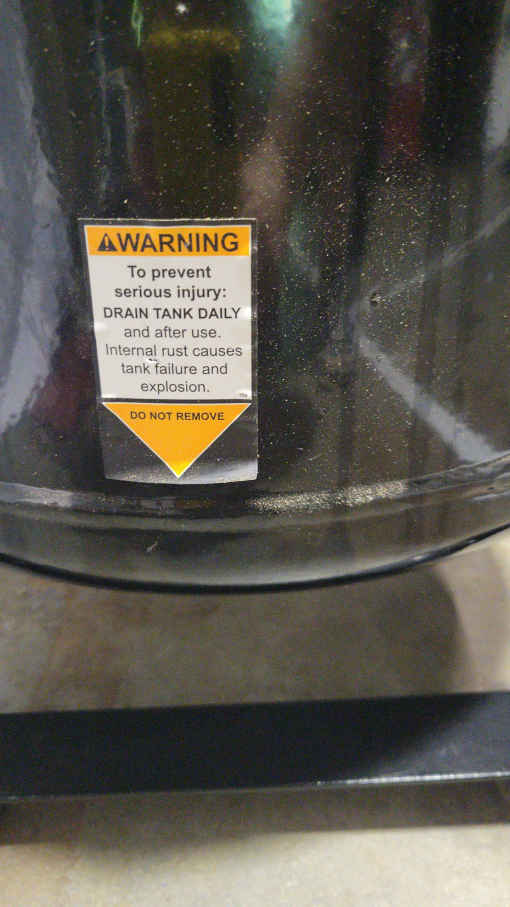 WARNING
To prevent
serious injury:
DRAIN TANK DAILY
and after use.
Internal rust causes
tank failure and
explosion.
DO NOT REMOVE